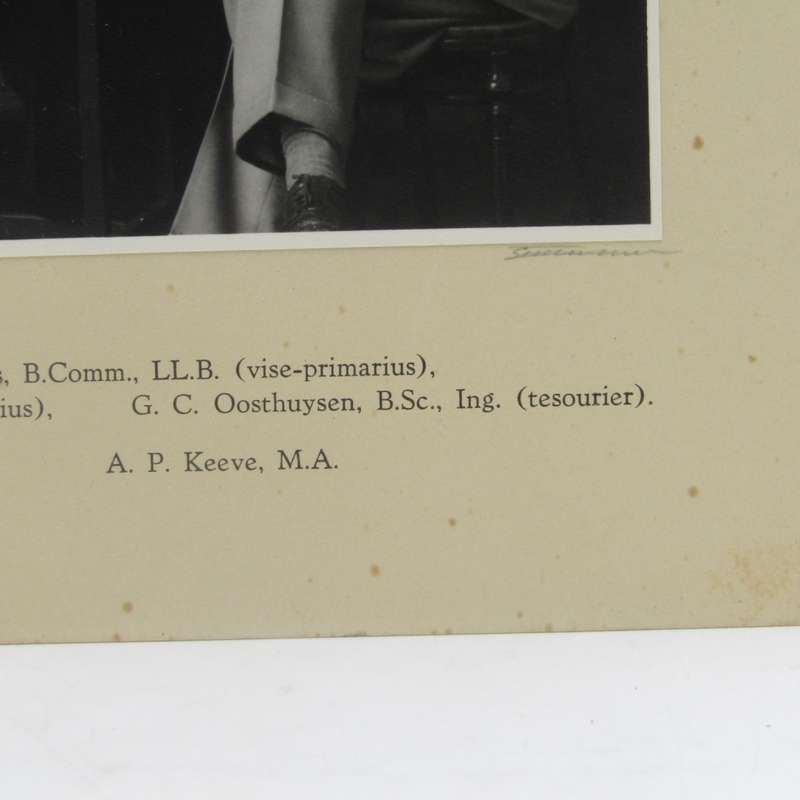 s, B.Comm., LL.B. (vise-primarius),
ius), G. C. Oosthuysen, B.Sc., Ing. (tesourier).
A. P. Keeve, M.A.